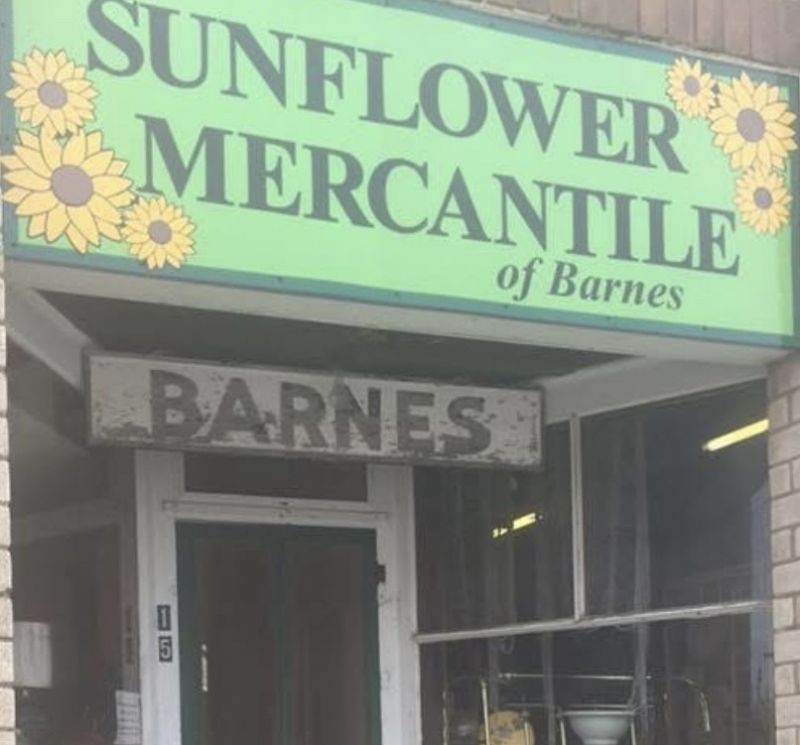 SUNFLOWER
MERCANTILE
of Barnes
BARNES
15